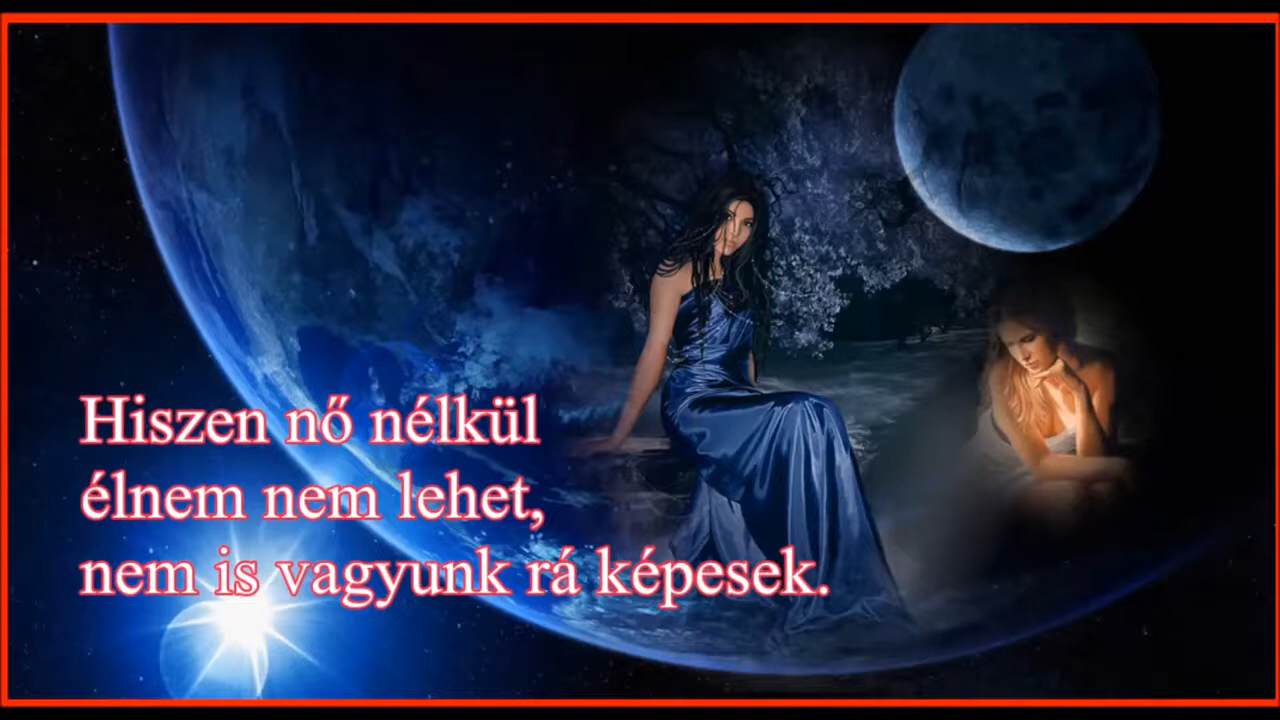 Hiszen nő nélkül
élnem nem lehet,
nem is vagyunk rá képesek.